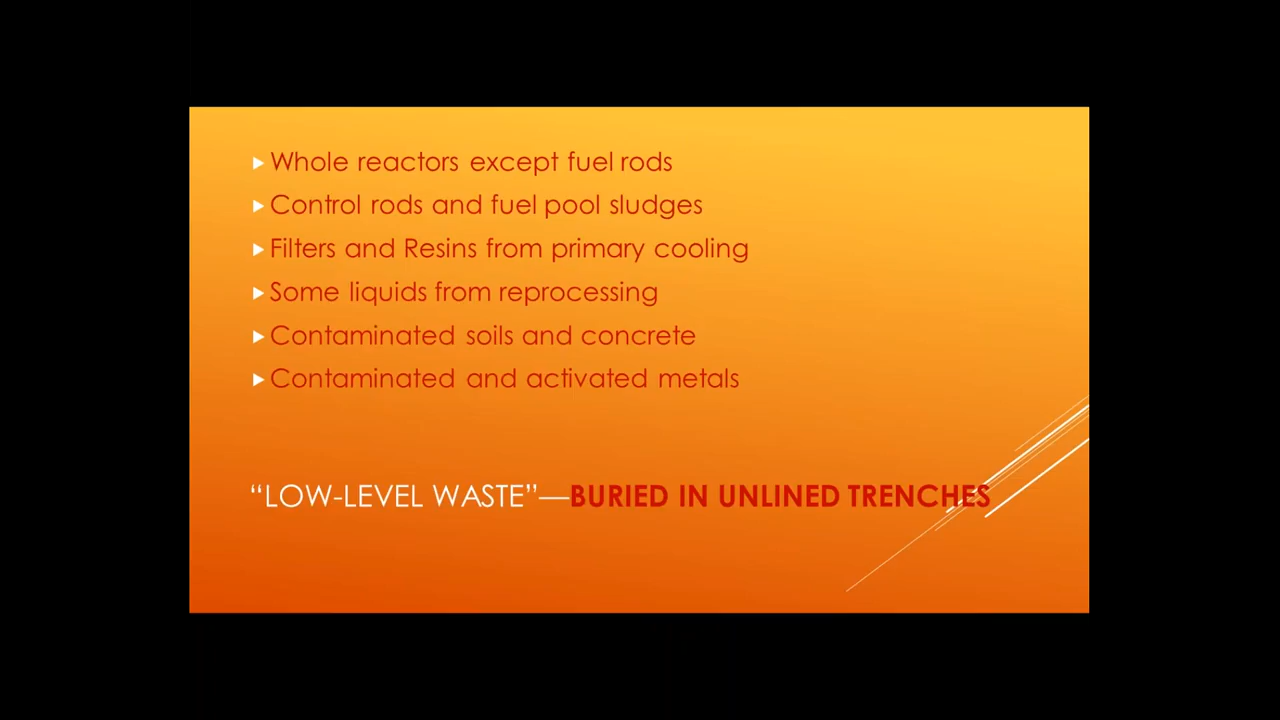 Whole reactors except fuel rods
Control rods and fuel pool sludges
Filters and Resins from primary cooling
Some liquids from reprocessing
Contaminated soils and concrete
Contaminated and activated metals
“LOW-LEVEL WASTE”—BURIED IN UNLINED TRENCHES